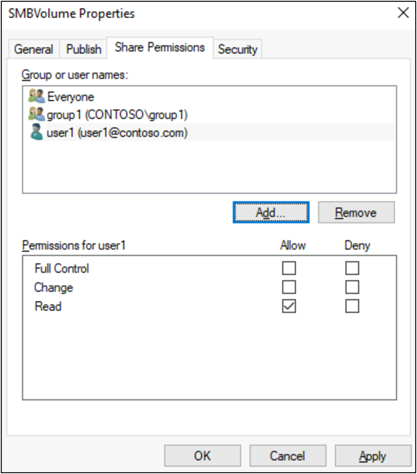 SMBVolume Properties
General Publish Share Permissions Security
Group or user names:
Everyone
group1 (CONTOSO\group1)
user1 (user1@contoso.com)
Add... Remove
Permissions for user1 Allow Deny
Full Control
Change
Read
OK Cancel Apply